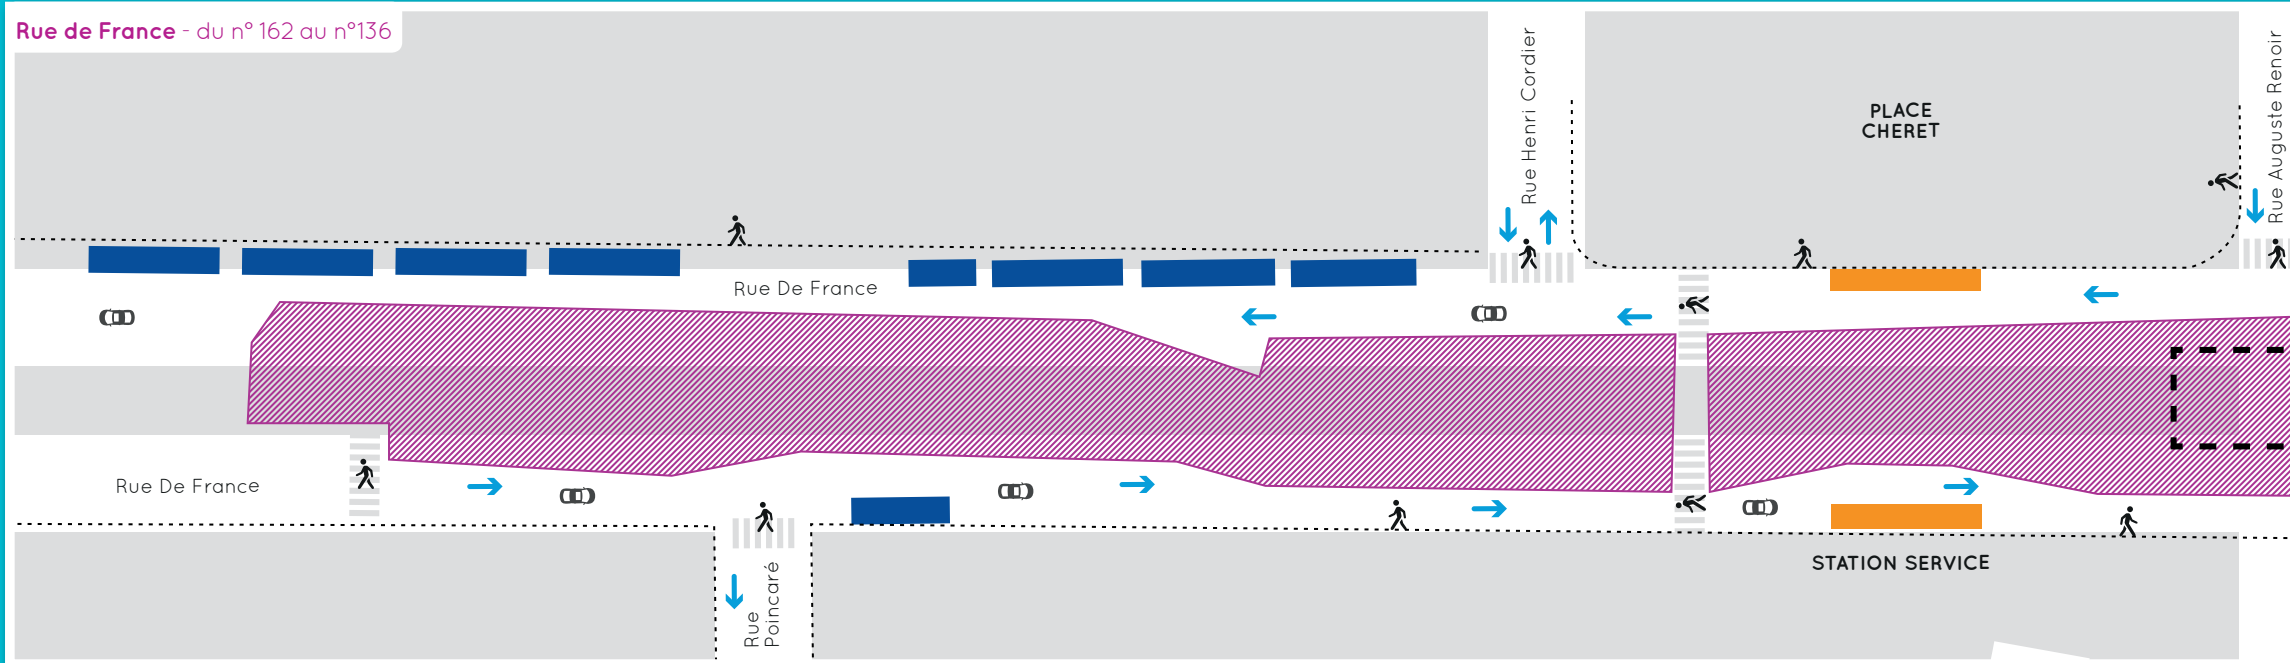 Rue de France - du n° 162 au n°136
Rue Henri Cordier
PLACE
CHERET
Rue Auguste Renoir
Rue De France
Rue De France
STATION SERVICE
Rue
Poincaré